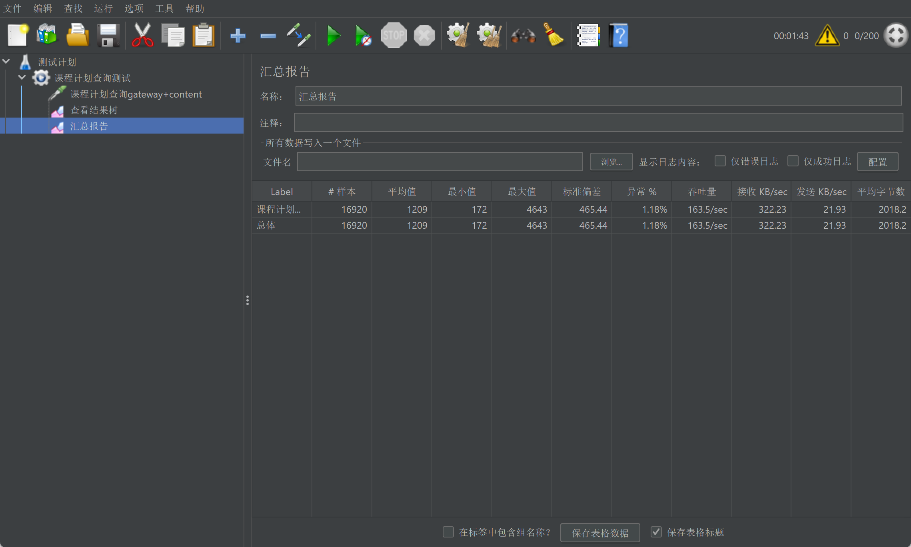 文件 编辑 查找 运行 选项 工具 帮助
STOP
00:01:43 0 0/200
测试计划
课程计划查询测试
课程计划查询gateway+content
查看结果树
汇总报告
汇总报告
名称： 汇总报告
注释：
所有数据写入一个文件
文件名 浏览... 显示日志内容： 仅错误日志 仅成功日志 配置
Label # 样本 平均值 最小值 最大值 标准偏差 异常 % 吞吐量 接收 KB/sec 发送 KB/sec 平均字节数
课程计划... 16920 1209 172 4643 465.44 1.18% 163.5/sec 322.23 21.93 2018.2
总体 16920 1209 172 4643 465.44 1.18% 163.5/sec 322.23 21.93 2018.2
在标签中包含组名称？ 保存表格数据 保存表格标题